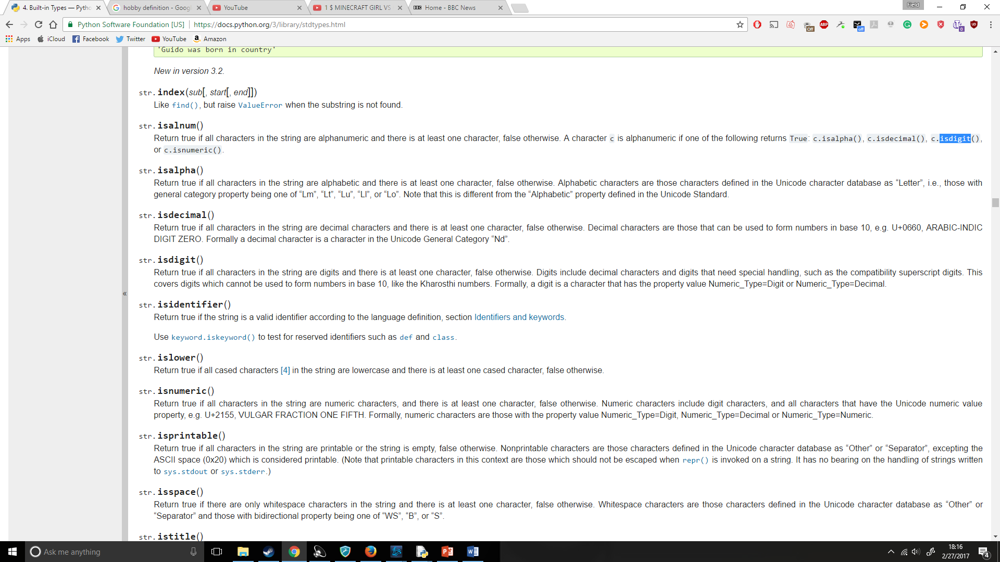 4. Built-in Types — Pytho
hobby definition - Goog
YouTube
1 $ MINECRAFT GIRL VS
BBC
Home - BBC News
Field
Python Software Foundation [US]
https://docs.python.org/3/library/stdtypes.html
Off
ABP
off
0
Apps
iCloud
Facebook
Twitter
YouTube
Amazon
'Guido was born in country'
New in version 3.2.
str.index(sub[, start[, end]])
Like find(), but raise ValueError when the substring is not found.
str.isalnum()
Return true if all characters in the string are alphanumeric and there is at least one character, false otherwise. A character c is alphanumeric if one of the following returns True: c.isalpha(), c.isdecimal(), c.isdigit(),
or c.isnumeric().
str.isalpha()
Return true if all characters in the string are alphabetic and there is at least one character, false otherwise. Alphabetic characters are those characters defined in the Unicode character database as “Letter”, i.e., those with
general category property being one of “Lm”, “Lt”, “Lu”, “Ll”, or “Lo”. Note that this is different from the “Alphabetic” property defined in the Unicode Standard.
str.isdecimal()
Return true if all characters in the string are decimal characters and there is at least one character, false otherwise. Decimal characters are those that can be used to form numbers in base 10, e.g. U+0660, ARABIC-INDIC
DIGIT ZERO. Formally a decimal character is a character in the Unicode General Category “Nd”.
str.isdigit()
Return true if all characters in the string are digits and there is at least one character, false otherwise. Digits include decimal characters and digits that need special handling, such as the compatibility superscript digits. This
covers digits which cannot be used to form numbers in base 10, like the Kharosthi numbers. Formally, a digit is a character that has the property value Numeric_Type=Digit or Numeric_Type=Decimal.
«
str.isidentifier()
Return true if the string is a valid identifier according to the language definition, section Identifiers and keywords.
Use keyword.iskeyword() to test for reserved identifiers such as def and class.
str.islower()
Return true if all cased characters [4] in the string are lowercase and there is at least one cased character, false otherwise.
str.isnumeric()
Return true if all characters in the string are numeric characters, and there is at least one character, false otherwise. Numeric characters include digit characters, and all characters that have the Unicode numeric value
property, e.g. U+2155, VULGAR FRACTION ONE FIFTH. Formally, numeric characters are those with the property value Numeric_Type=Digit, Numeric_Type=Decimal or Numeric_Type=Numeric.
str.isprintable()
Return true if all characters in the string are printable or the string is empty, false otherwise. Nonprintable characters are those characters defined in the Unicode character database as “Other” or “Separator”, excepting the
ASCII space (0x20) which is considered printable. (Note that printable characters in this context are those which should not be escaped when repr() is invoked on a string. It has no bearing on the handling of strings written
to sys.stdout or sys.stderr.)
str.isspace()
Return true if there are only whitespace characters in the string and there is at least one character, false otherwise. Whitespace characters are those characters defined in the Unicode character database as “Other” or
“Separator” and those with bidirectional property being one of “WS”, “B”, or “S”.
str.istitle()
Ask me anything
18:16
2/27/2017
4